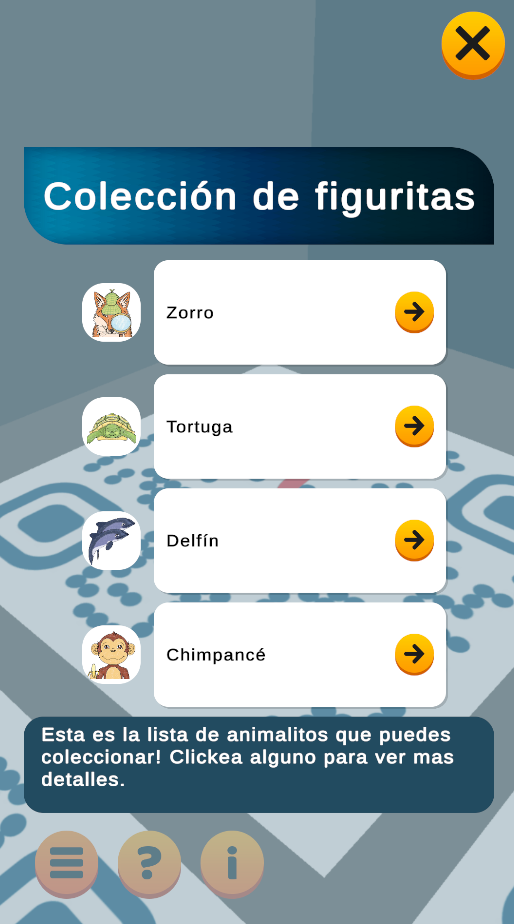 Colección de figuritas
Zorro
Tortuga
Delfín
Chimpancé
Esta es la lista de animalitos que puedes
coleccionar! Clickea alguno para ver mas
detalles.
? i